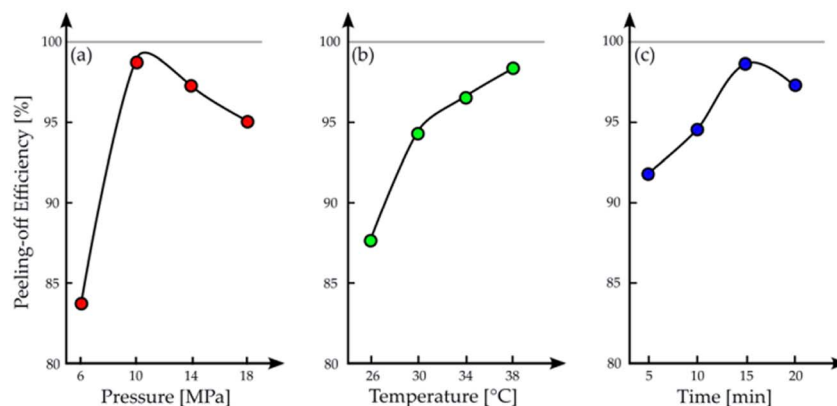 Peeling-off Efficiency [%]
(a)
100
95
90
85
80
6 10 14 18
Pressure [MPa]
(b)
100
95
90
85
80
26 30 34 38
Temperature [°C]
(c)
100
95
90
85
80
5 10 15 20
Time [min]